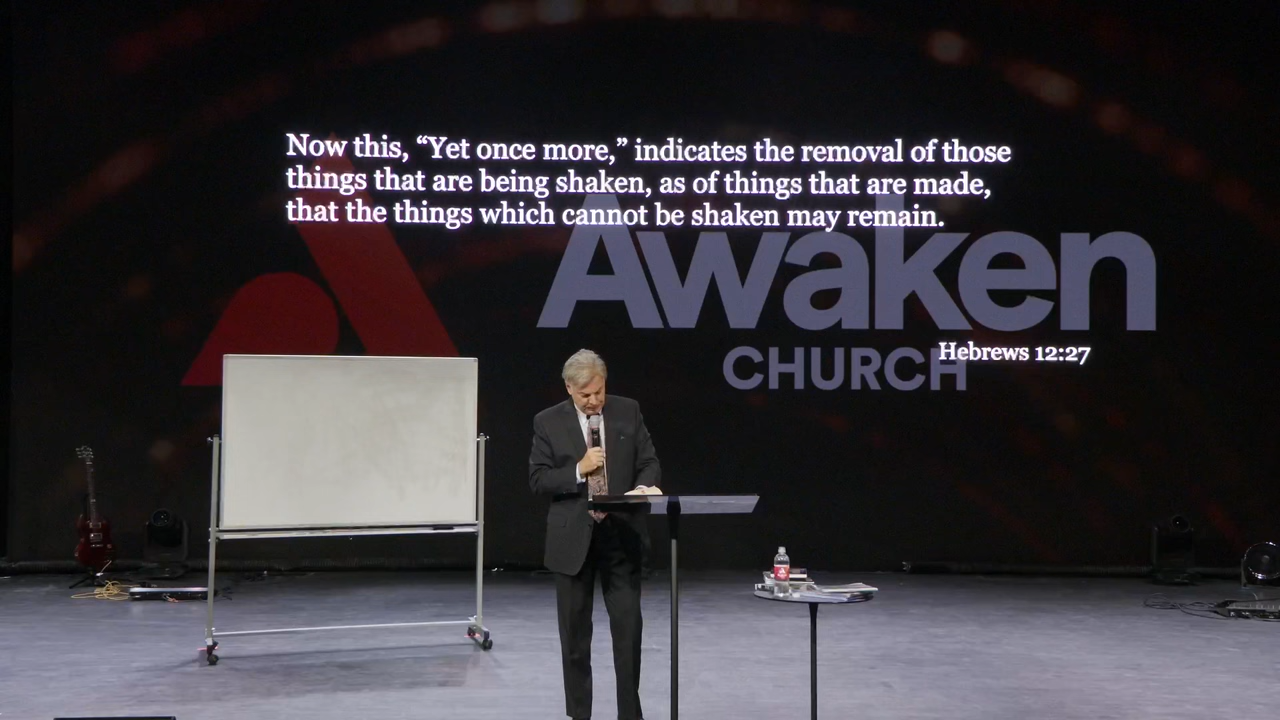 Now this, “Yet once more,” indicates the removal of those
things that are being shaken, as of things that are made,
that the things which cannot be shaken may remain.
Awaken
CHURCH
Hebrews 12:27